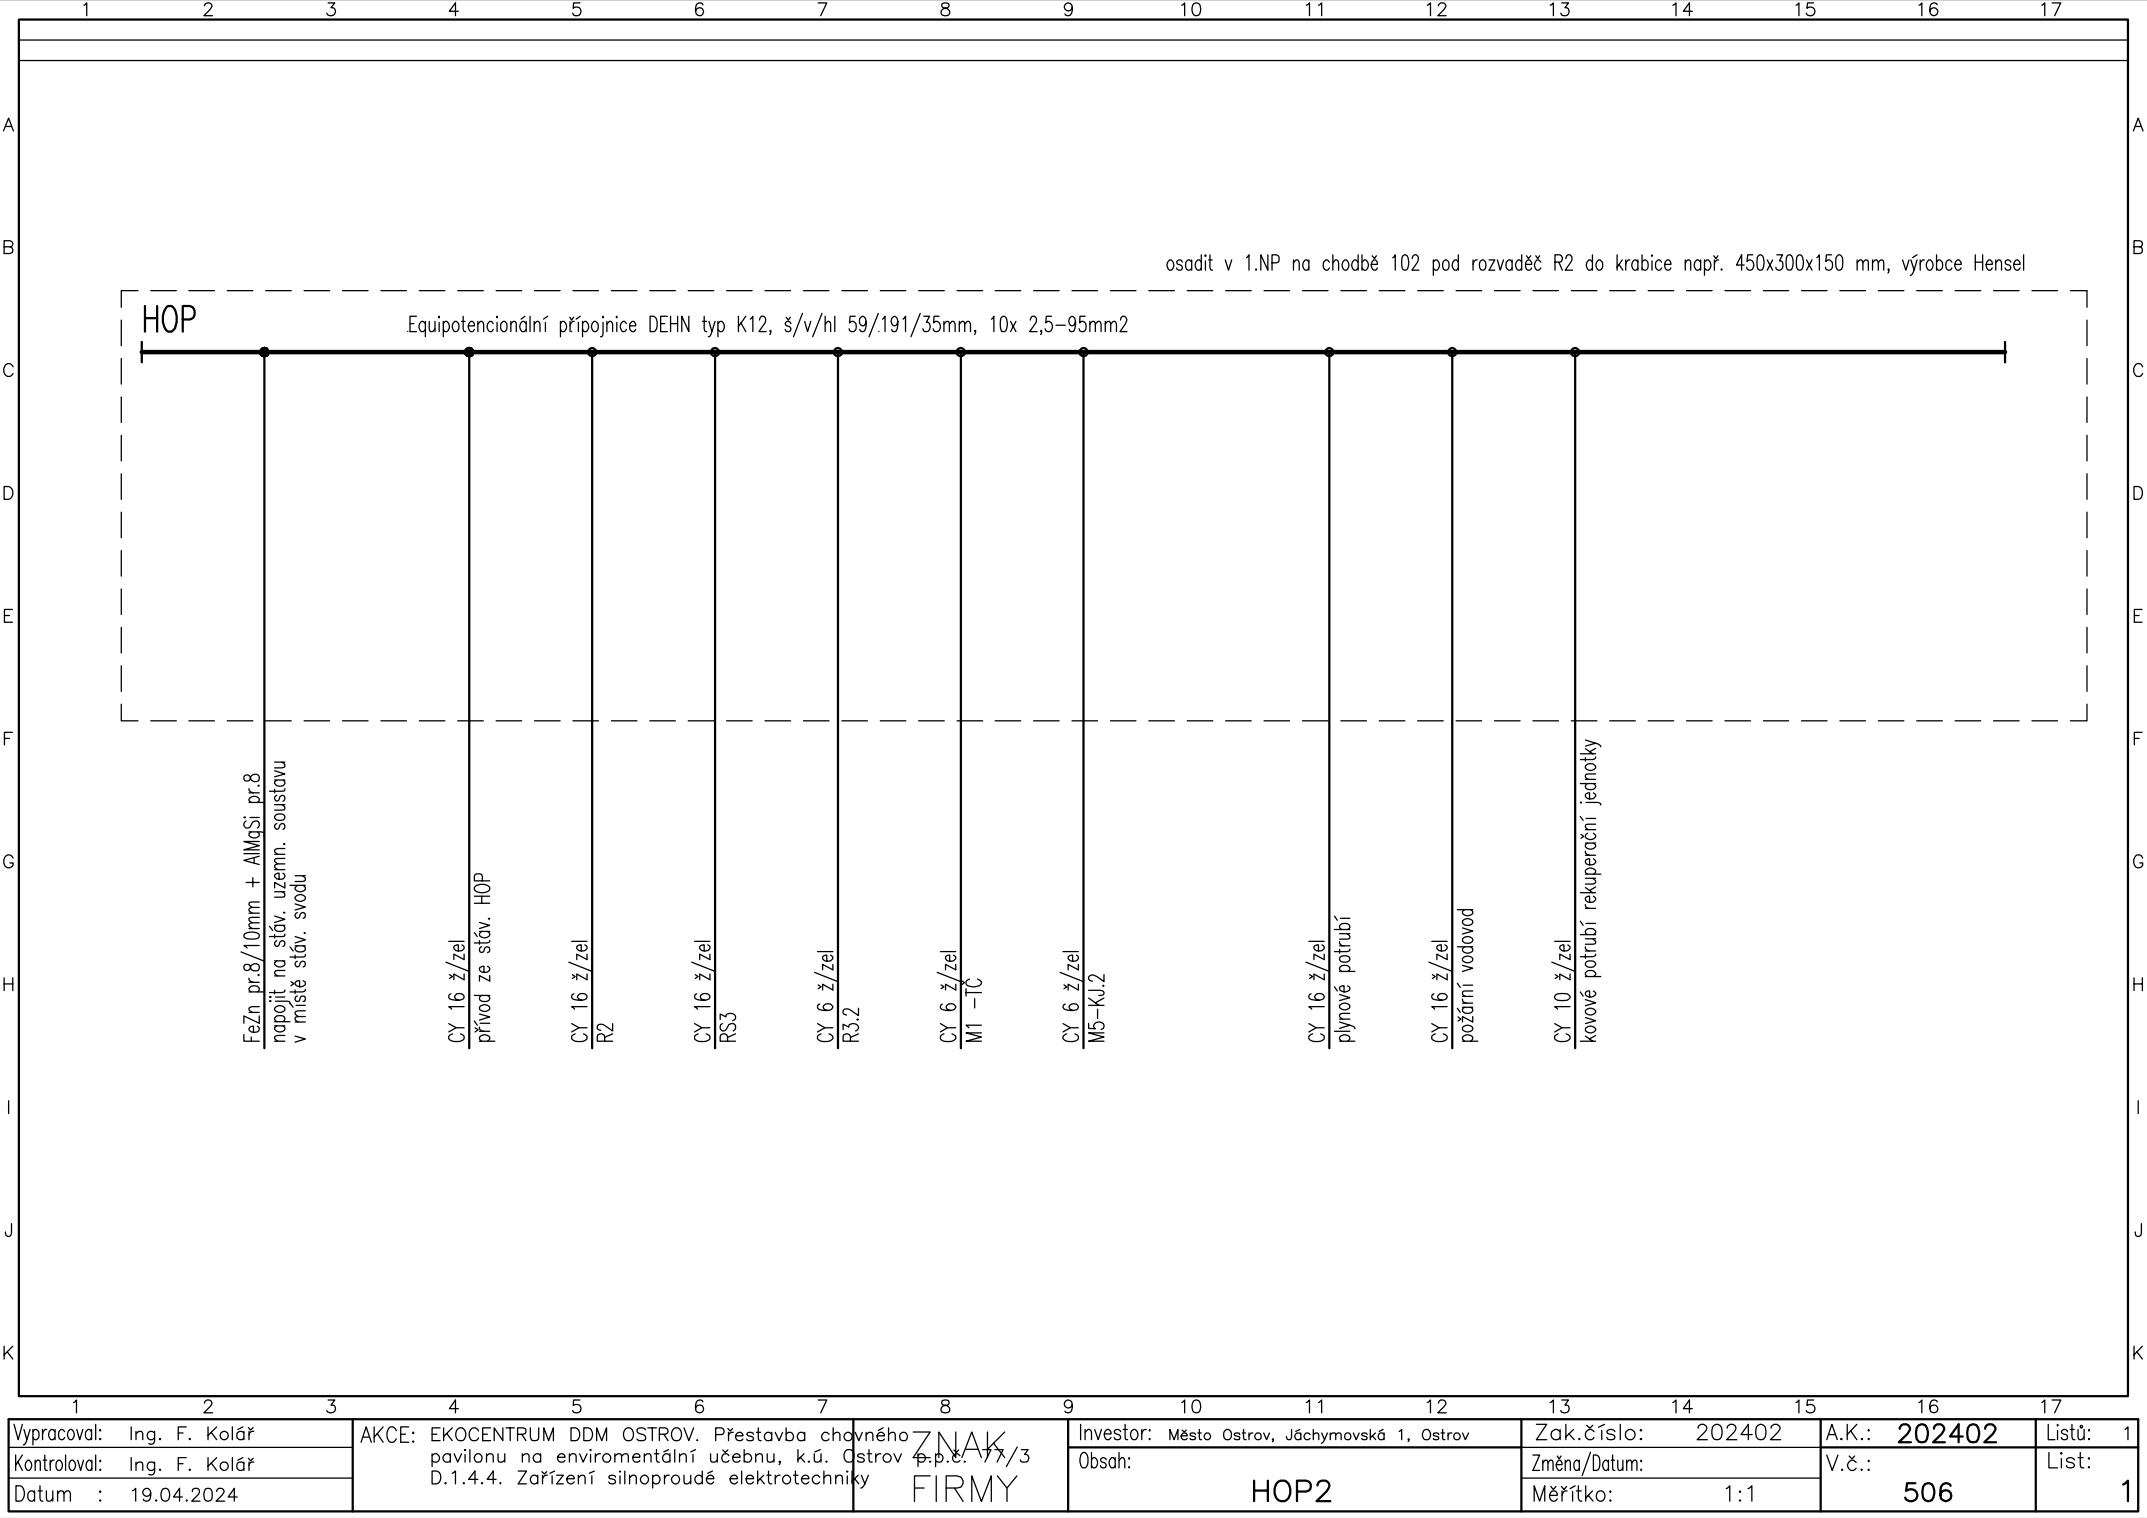 1 2 3 4 5 6 7 8 9 10 11 12 13 14 15 16 17
A A
B B
osadit v 1.NP na chodbě 102 pod rozvaděč R2 do krabice např. 450x300x150 mm, výrobce Hensel
HOP
Equipotencionální přípojnice DEHN typ K12, š/v/hl 59/191/35mm, 10x 2,5-95mm2
C C
D D
E E
F F
G G
H H
FeZn pr.8/10mm + AlMgSi pr.8
napojit na stáv. uzemn. soustavu
v místě stáv. svodu
CY 16 ž/zel
přívod ze stáv. HOP
CY 16 ž/zel
R2
CY 16 ž/zel
RS3
CY 6 ž/zel
R3.2
CY 6 ž/zel
M1 -TČ
CY 6 ž/zel
M5-KJ.2
CY 16 ž/zel
plynové potrubí
CY 16 ž/zel
požární vodovod
CY 10 ž/zel
kovové potrubí rekuperační jednotky
I I
J J
K K
1 2 3 4 5 6 7 8 9 10 11 12 13 14 15 16 17
Vypracoval: Ing. F. Kolář
Kontroloval: Ing. F. Kolář
Datum : 19.04.2024
AKCE: EKOCENTRUM DDM OSTROV. Přestavba chovného
pavilonu na enviromentální učebnu, k.ú. Ostrov p.p.č. 77/3
D.1.4.4. Zařízení silnoproudé elektrotechniky
ZNAK
FIRMY
Investor: Město Ostrov, Jáchymovská 1, Ostrov
Obsah:
HOP2
Zak.číslo: 202402
Změna/Datum:
Měřítko: 1:1
A.K.: 202402
V.č.:
506
Listů: 1
List:
1